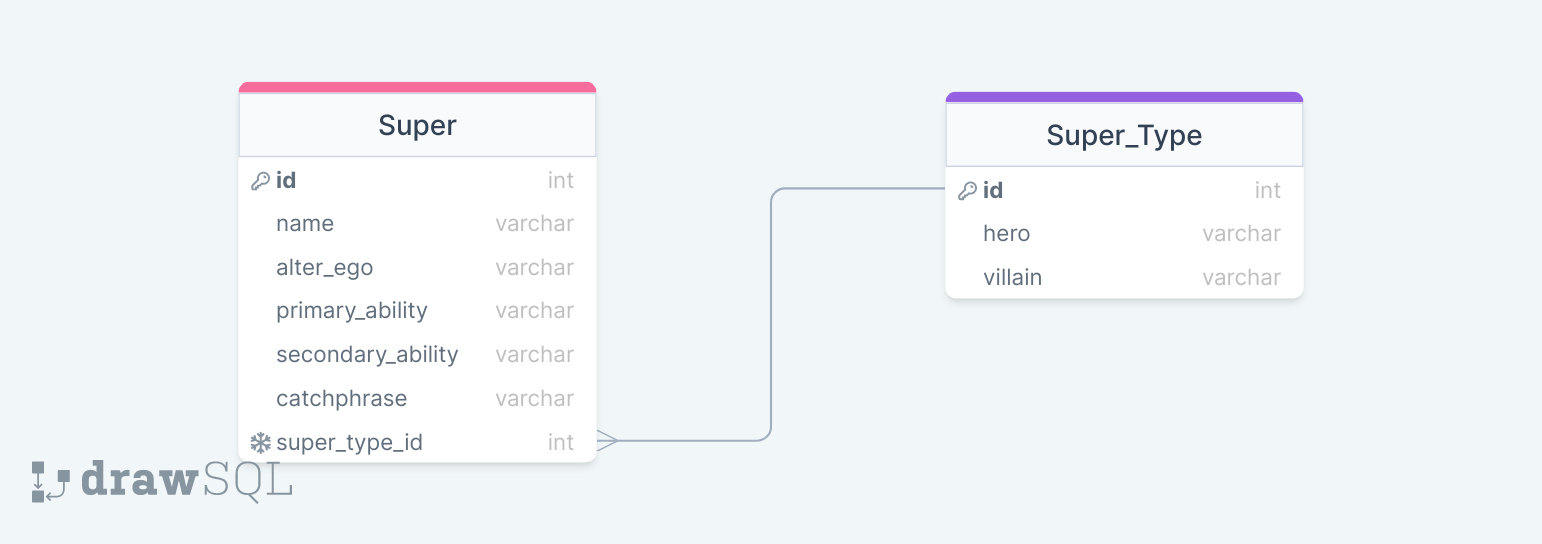 Super
id int
name varchar
alter_ego varchar
primary_ability varchar
secondary_ability varchar
catchphrase varchar
super_type_id int
Super_Type
id int
hero varchar
villain varchar
drawSQL